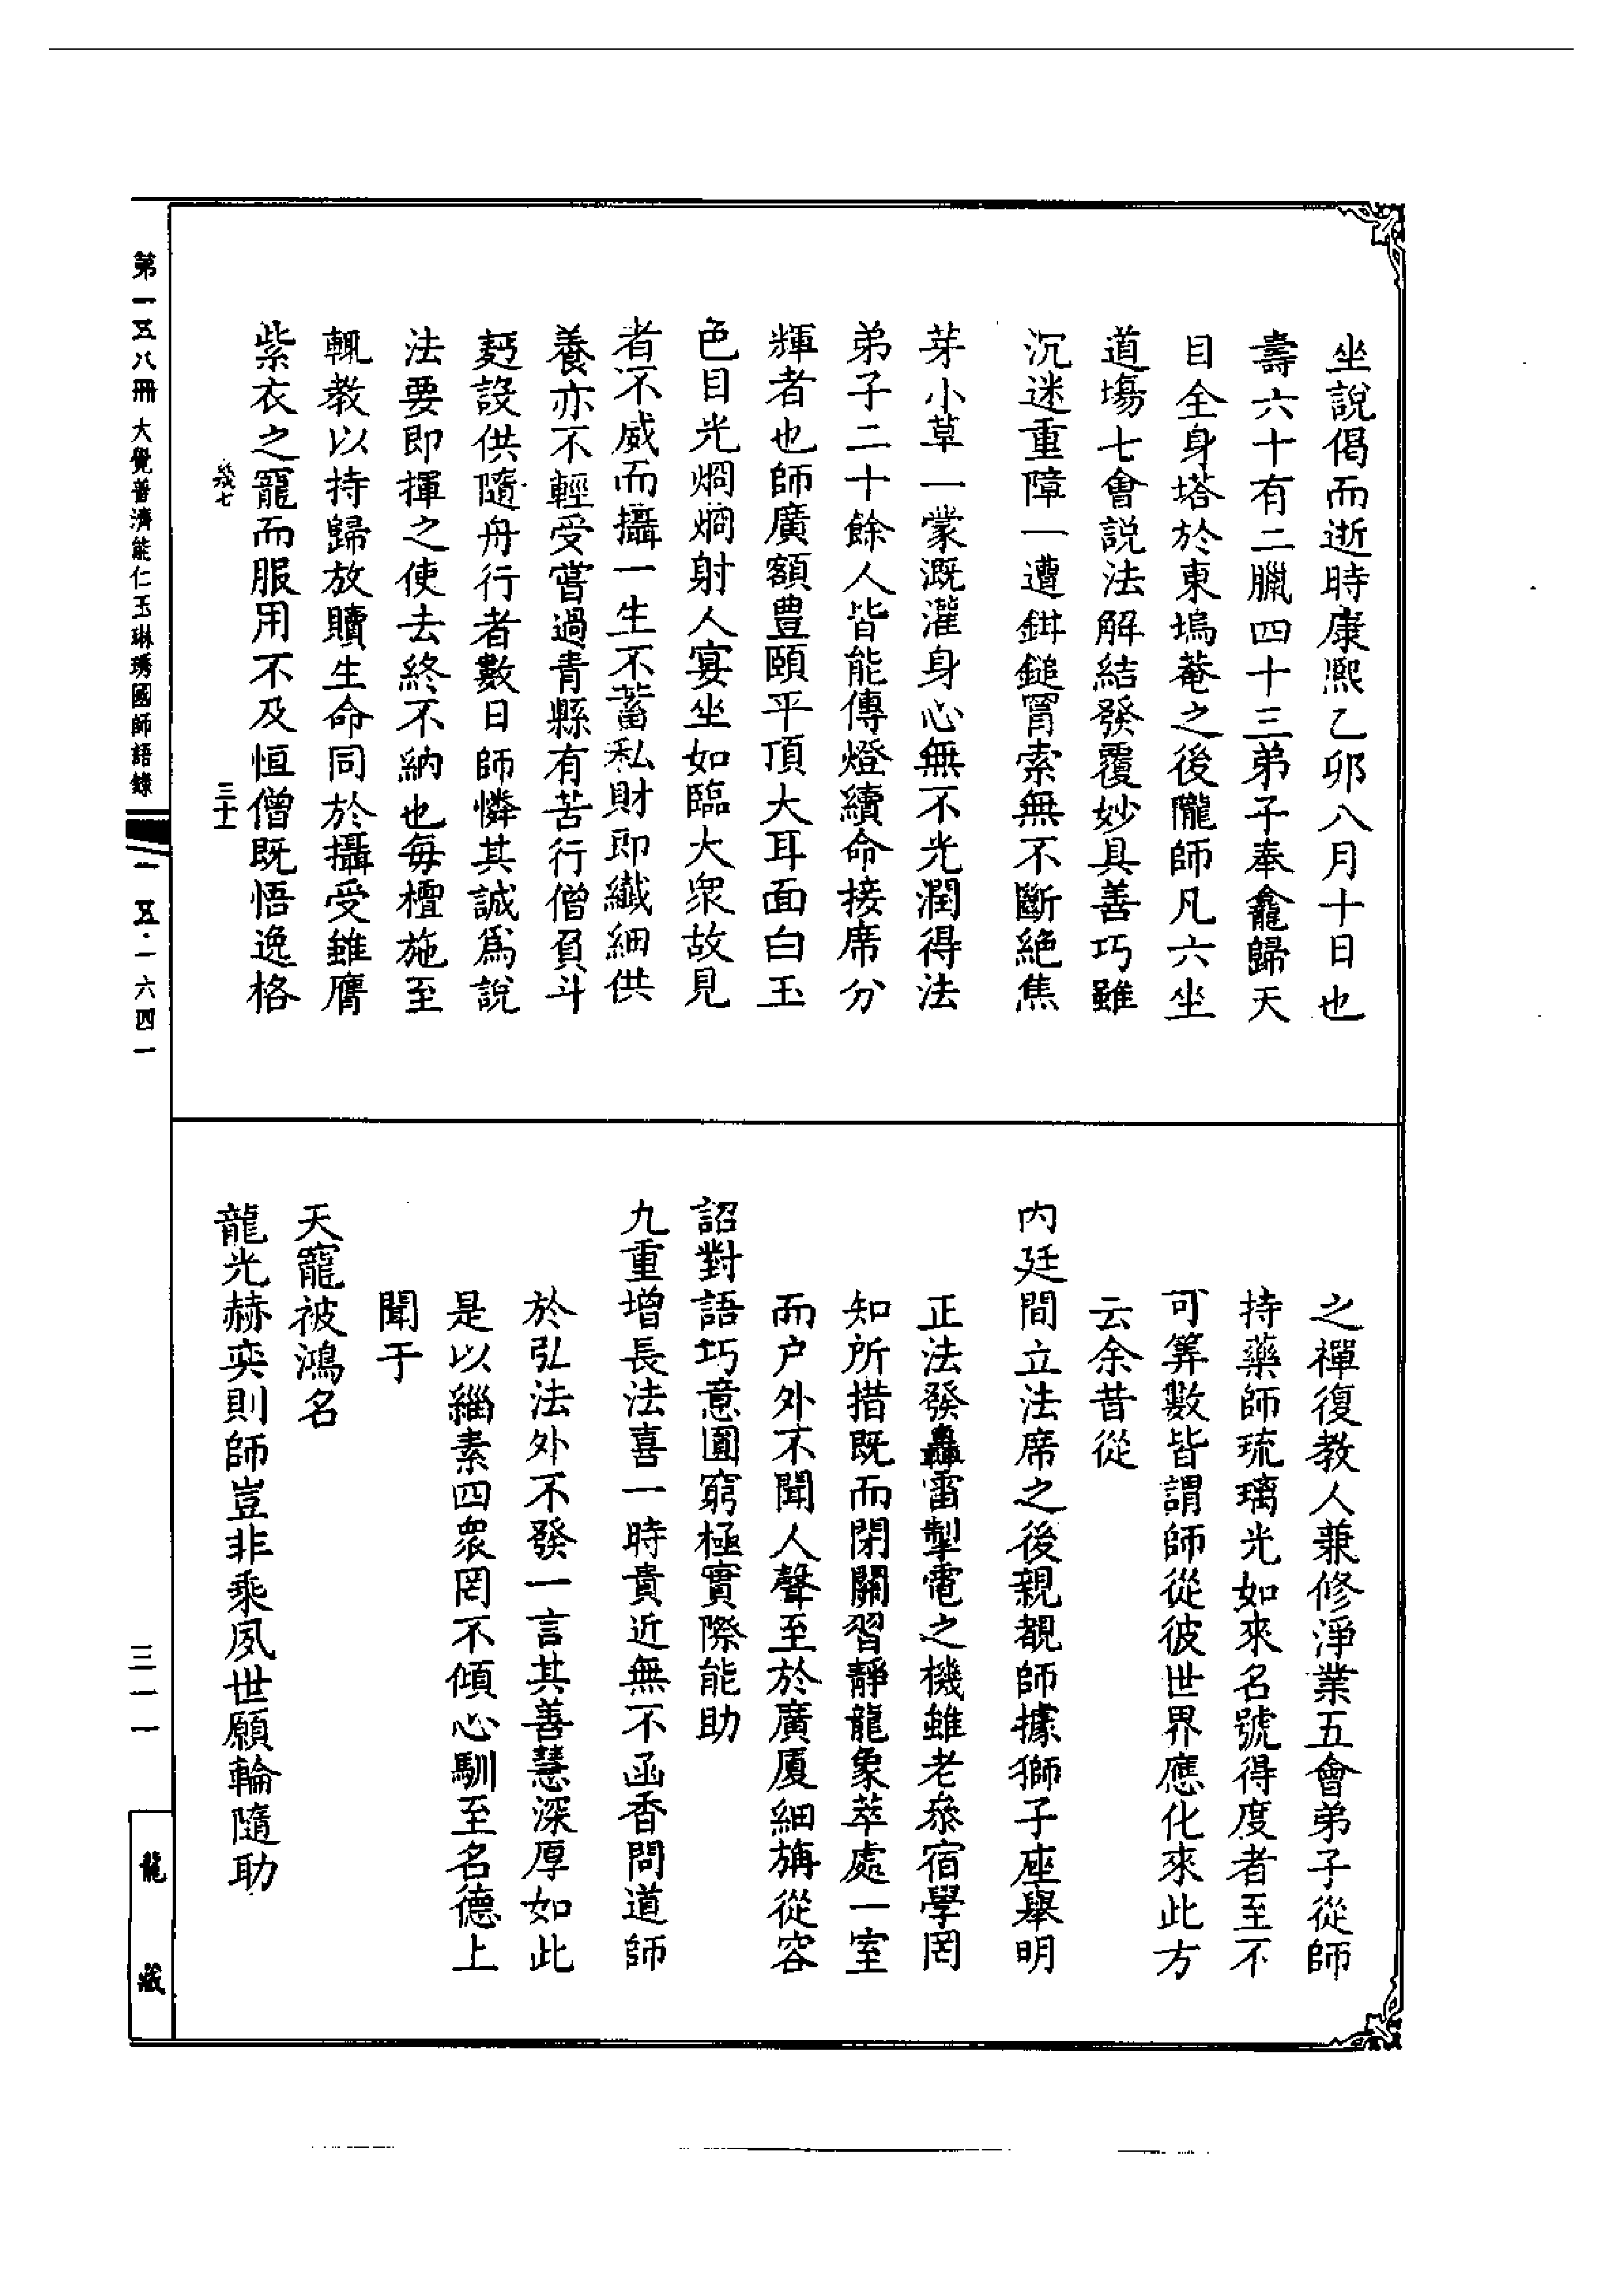 坐說偈而逝時康熙乙卯八月十日也
壽六十有二臘四十三弟子奉龕歸天
目全身塔於東塢菴之後隴師凡六坐
道塲七會説法解結發覆妙具善巧雖
沉迷重障一遭鉗鎚罥索無不斷絕焦
芽小草一蒙溉灌身心無不光潤得法
弟子二十餘人皆能傳燈續命接席分
輝者也師廣額豐頤平頂大耳面白玉
色目光烱烱射人宴坐如臨大衆故見
者不威而攝一生不蓄私財即纖細供
養亦不輕受嘗過青縣有苦行僧負斗
麫設供隨舟行者數日師憐其誠爲說
法要即揮之使去終不納也每檀施至
輒教以持歸放贖生命同於攝受雖膺
紫衣之寵而服用不及恒僧既悟逸格
之禪復教人兼修淨業五會弟子從師
持藥師琉璃光如來名號得度者至不
可筭數皆謂師從彼世界應化來此方
云余昔從
內廷間立法席之後親覩師據獅子座舉明
正法發轟雷掣電之機雖老叅宿學罔
知所措既而閉關習靜龍象萃處一室
而户外不聞人聲至於廣厦細旃從容
詔對語巧意圓窮極實際能助
九重增長法喜一時貴近無不函香問道師
於弘法外不發一言其善慧深厚如此
是以緇素四衆罔不傾心馴至名德上
聞于
天寵被鴻名
龍光赫奕則師豈非乘夙世願輪隨助
第一五八冊 大覺普濟能仁玉琳琇國師語錄
一五·一六四一
三一一
龍藏